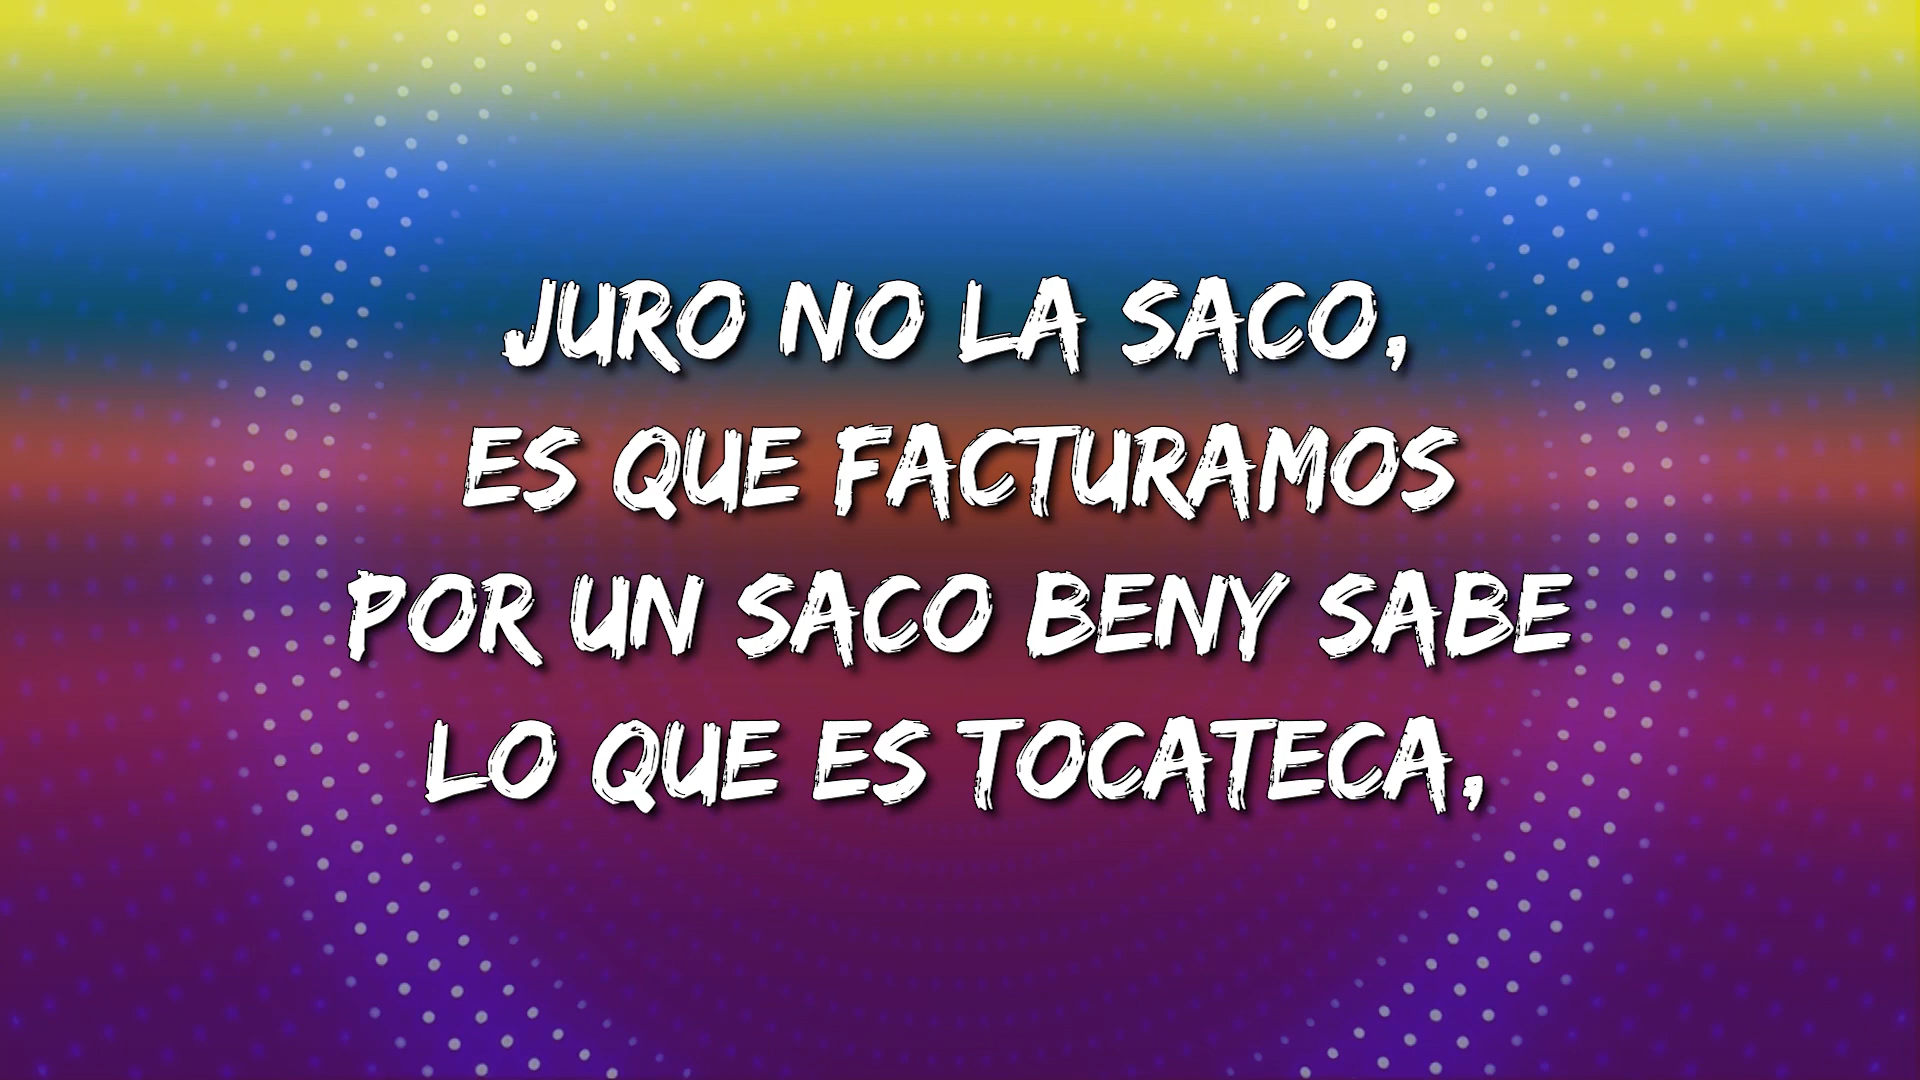 JURO NO LA SACO,
ES QUE FACTURAMOS
POR UN SACO BENY SABE
LO QUE ES TOCATECA,